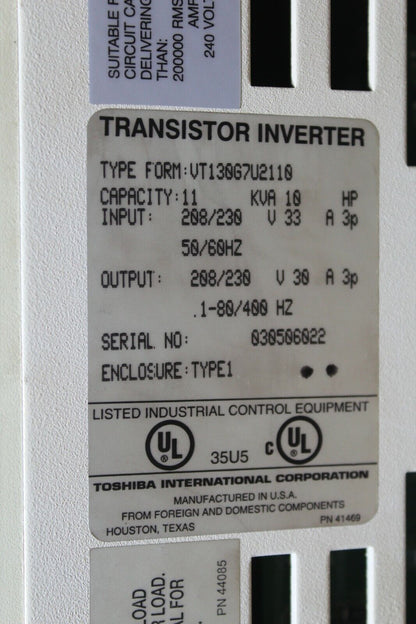 SUITABLE
CIRCUIT CA
DELIVERING
THAN:
200000 RMS
240 VOLT
TRANSISTOR INVERTER
TYPE FORM: VT130G7U2110
CAPACITY: 11 KVA 10 HP
INPUT: 208/230 V 33 A 3p
50/60HZ
OUTPUT: 208/230 V 30 A 3p
.1-80/400 HZ
SERIAL NO: 030506022
ENCLOSURE: TYPE1
LISTED INDUSTRIAL CONTROL EQUIPMENT
UL 35U5 c UL
TOSHIBA INTERNATIONAL CORPORATION
MANUFACTURED IN U.S.A.
FROM FOREIGN AND DOMESTIC COMPONENTS
HOUSTON, TEXAS PN 41469
LOAD
LOAD.
FOR
PN 44085